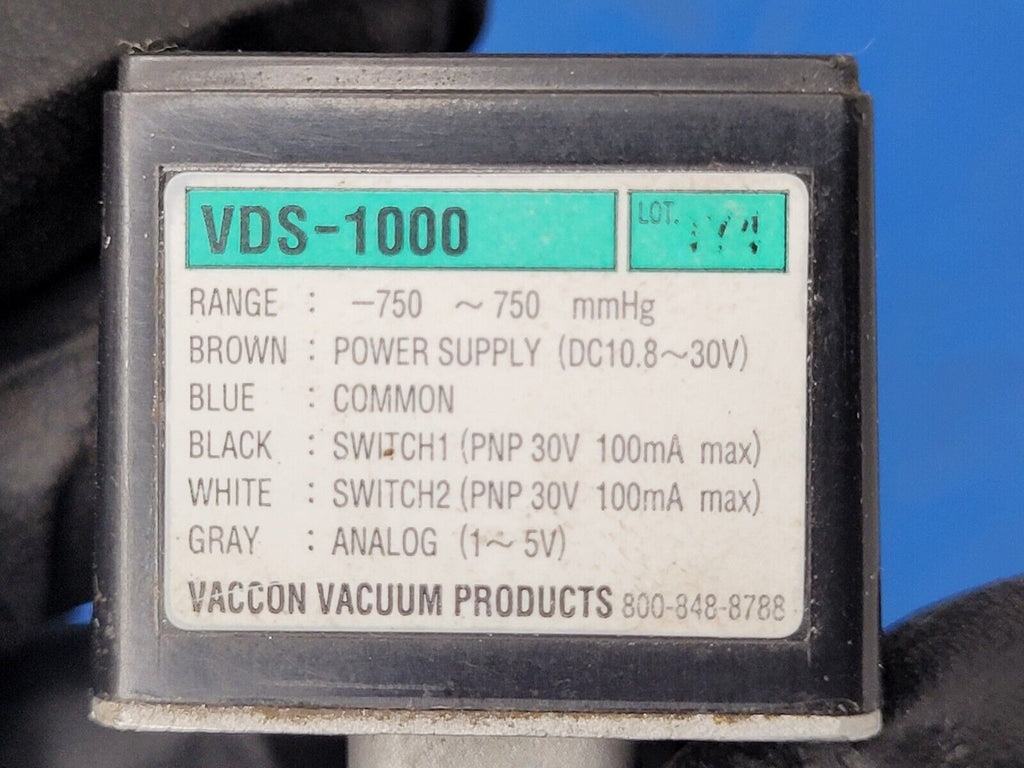 VDS-1000
LOT.
RANGE : -750 ~ 750 mmHg
BROWN : POWER SUPPLY (DC10.8~30V)
BLUE : COMMON
BLACK : SWITCH1 (PNP 30V 100mA max)
WHITE : SWITCH2 (PNP 30V 100mA max)
GRAY : ANALOG (1~ 5V)
VACCON VACUUM PRODUCTS 800-848-8788